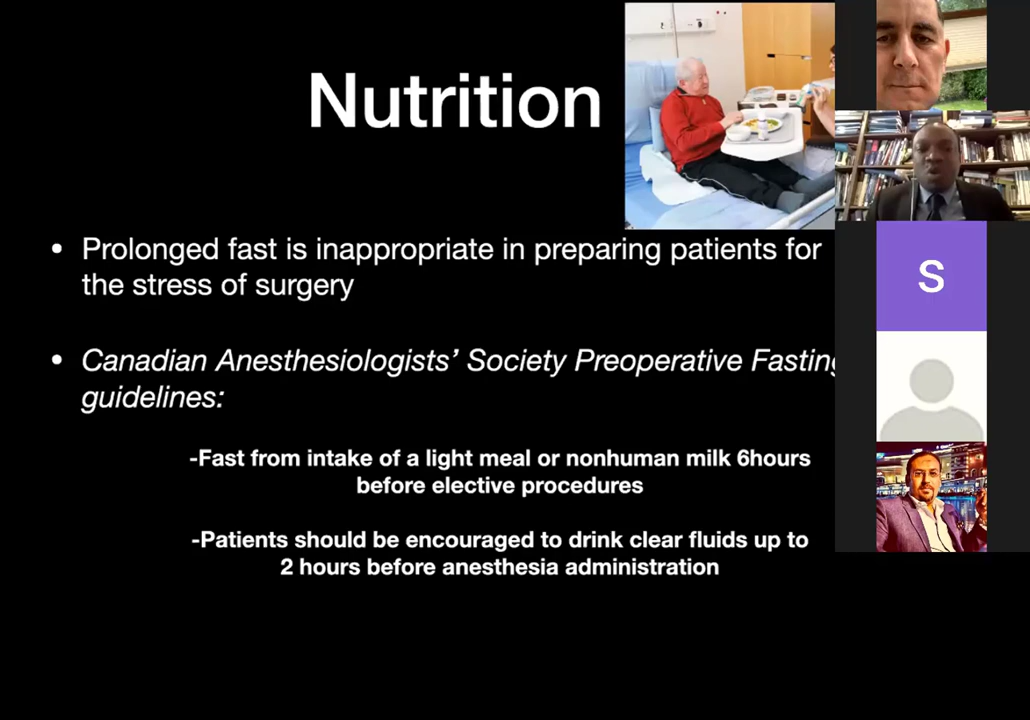 Nutrition
• Prolonged fast is inappropriate in preparing patients for
the stress of surgery
• Canadian Anesthesiologists’ Society Preoperative Fasting
guidelines:
-Fast from intake of a light meal or nonhuman milk 6hours
before elective procedures
-Patients should be encouraged to drink clear fluids up to
2 hours before anesthesia administration
S